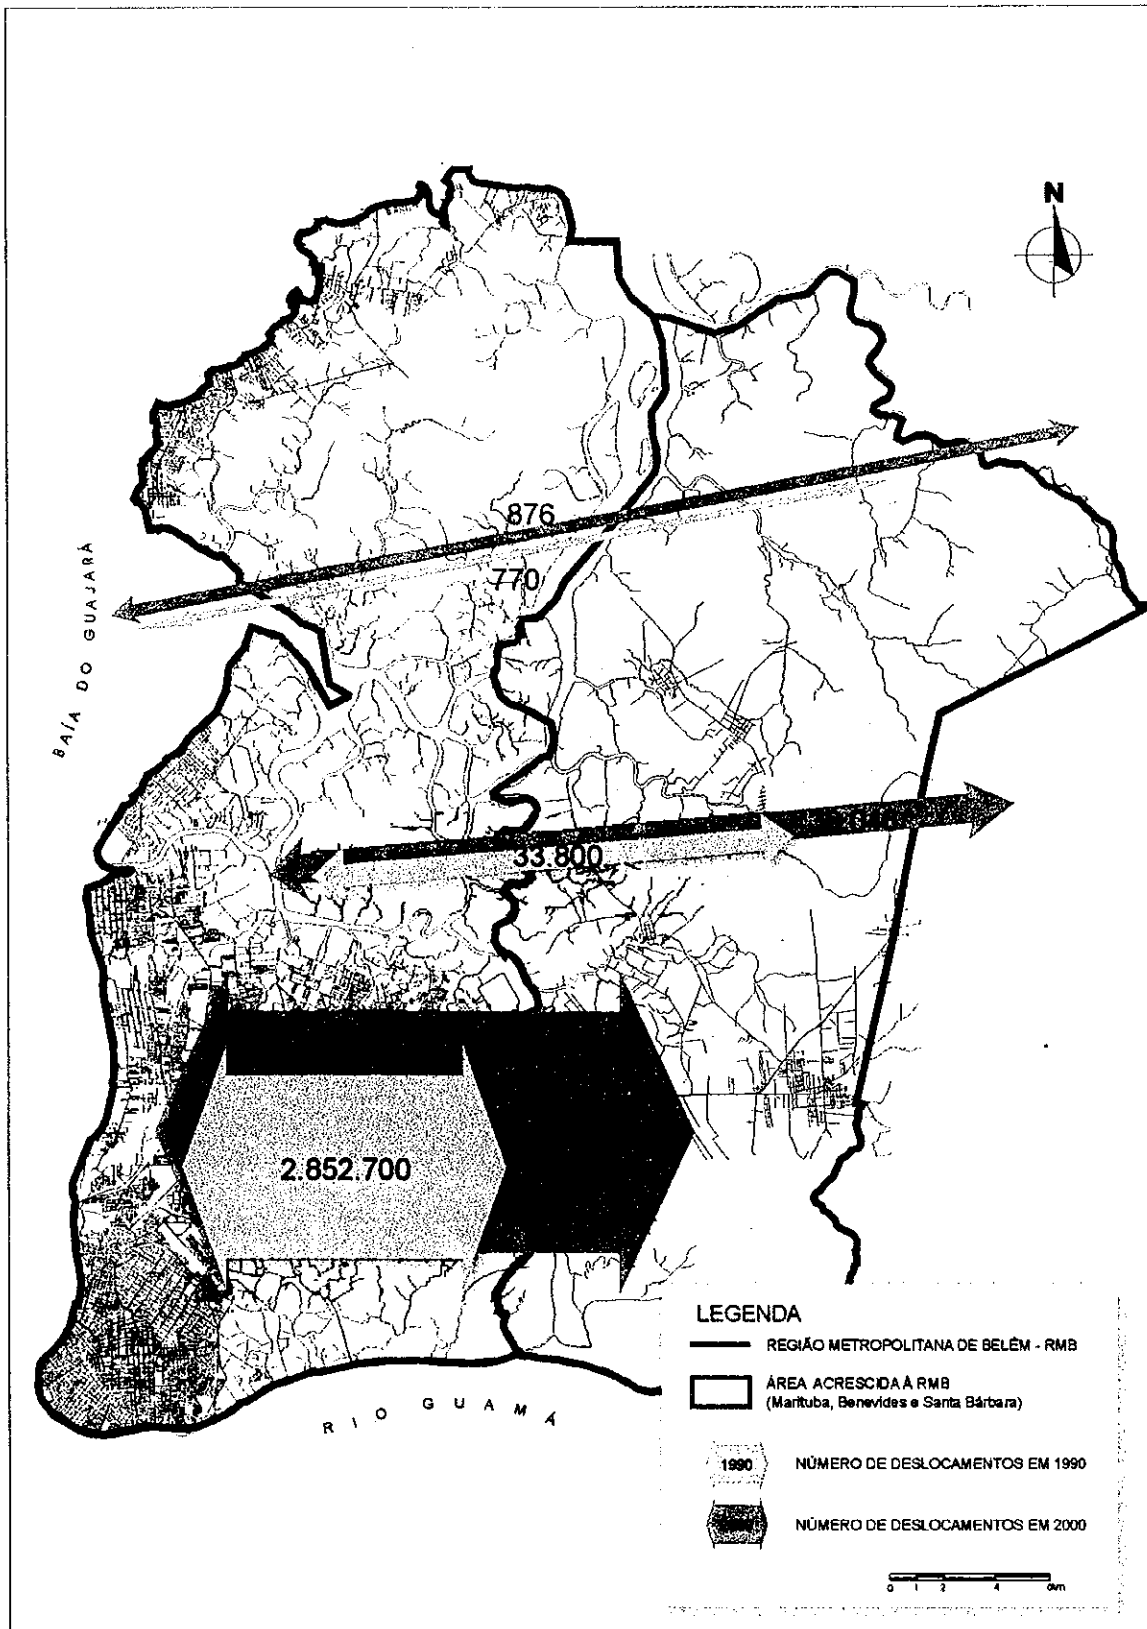 N
876
770
BAÍA DO GUAJARÁ
33.800
2.852.700
RIO GUAMÁ
LEGENDA
REGIÃO METROPOLITANA DE BELÉM - RMB
ÁREA ACRESCIDA À RMB
(Marituba, Benevides e Santa Bárbara)
1990 NÚMERO DE DESLOCAMENTOS EM 1990
NÚMERO DE DESLOCAMENTOS EM 2000
0 1 2 4